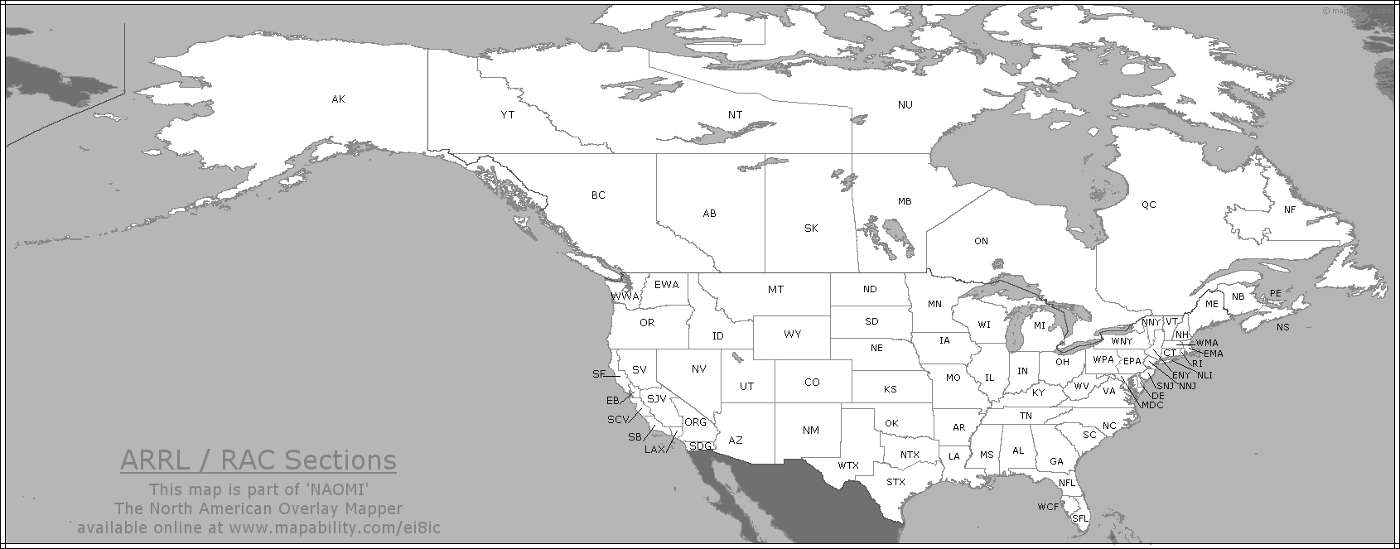 © map
AK
YT
NT
NU
BC
AB
SK
MB
ON
QC
NF
NB
PE
NS
WWA
EWA
MT
ND
MN
ME
OR
ID
WY
SD
WI
MI
NNY
VT
NH
WNY
WMA
EMA
IA
NE
SF
SV
NV
UT
CO
KS
MO
IL
IN
OH
WPA
EPA
CT
RI
NLI
ENY
NNJ
SNJ
DE
MDC
EB
SJV
SCV
ORG
SB
LAX
SDG
AZ
NM
OK
AR
KY
WV
VA
TN
NC
SC
WTX
NTX
STX
LA
MS
AL
GA
NFL
WCF
SFL
ARRL / RAC Sections
This map is part of 'NAOMI'
The North American Overlay Mapper
available online at www.mapability.com/ei8ic